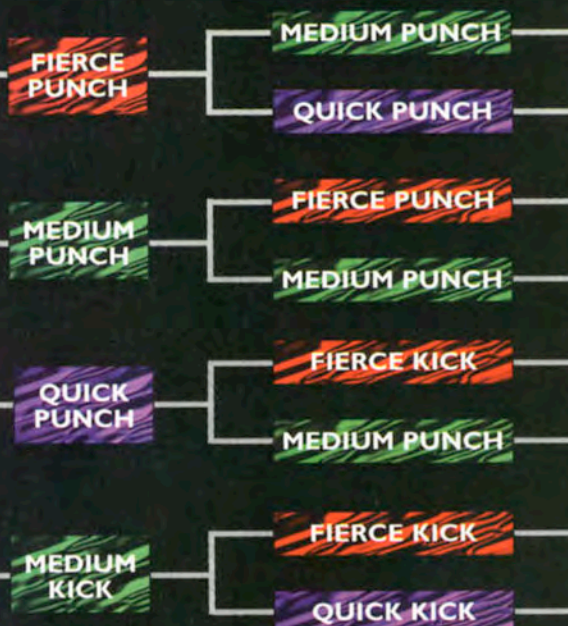 FIERCE
PUNCH
MEDIUM PUNCH
QUICK PUNCH
MEDIUM
PUNCH
FIERCE PUNCH
MEDIUM PUNCH
QUICK
PUNCH
FIERCE KICK
MEDIUM PUNCH
MEDIUM
KICK
FIERCE KICK
QUICK KICK